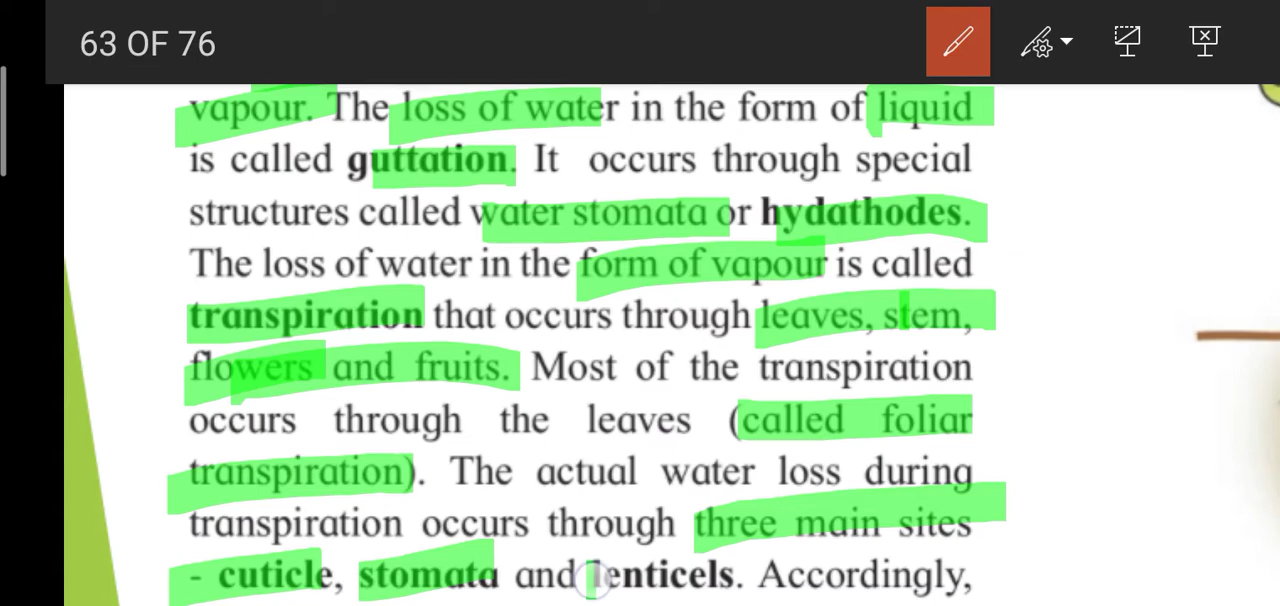 63 OF 76
vapour. The loss of water in the form of liquid
is called guttation. It occurs through special
structures called water stomata or hydathodes.
The loss of water in the form of vapour is called
transpiration that occurs through leaves, stem,
flowers and fruits. Most of the transpiration
occurs through the leaves (called foliar
transpiration). The actual water loss during
transpiration occurs through three main sites
- cuticle, stomata and lenticels. Accordingly,